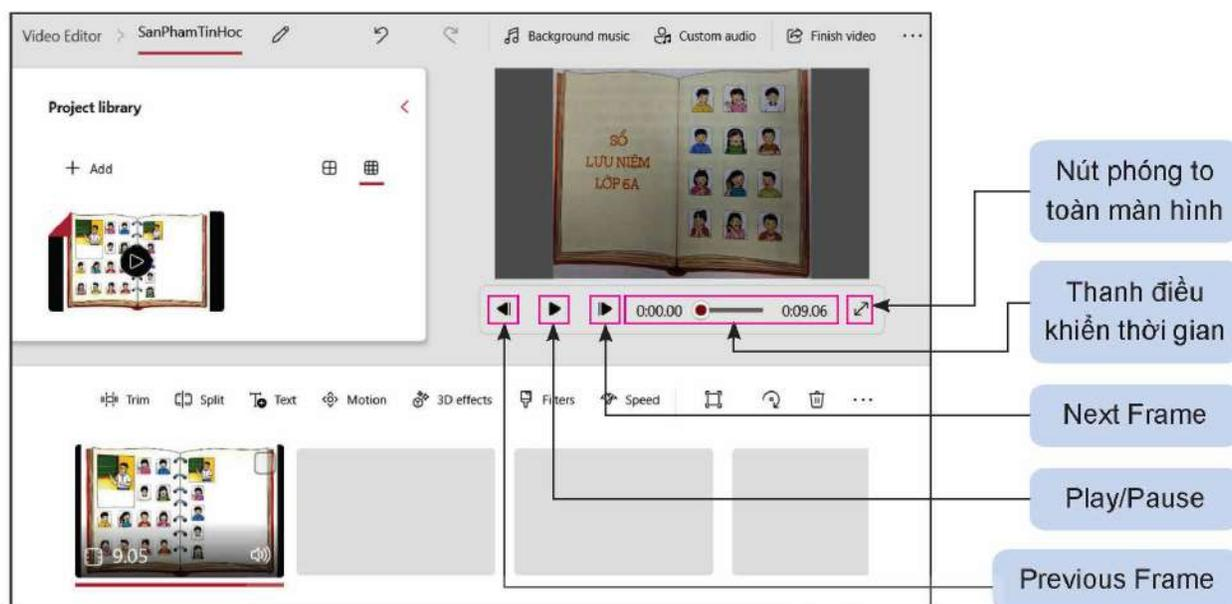 Video Editor > SanPhamTinHoc
Background music
Custom audio
Finish video
Project library
+ Add
SỔ
LƯU NIỆM
LỚP 6A
0:00.00
0:09.06
Trim
Split
Text
Motion
3D effects
Filters
Speed
9.05
Nút phóng to
toàn màn hình
Thanh điều
khiển thời gian
Next Frame
Play/Pause
Previous Frame